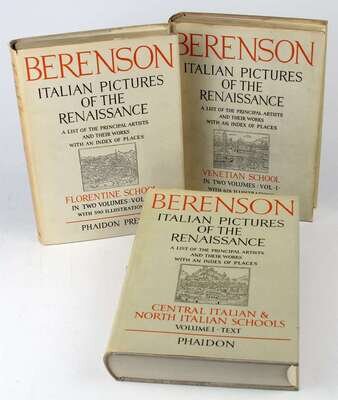 BERENSON
ITALIAN PICTURES
OF THE
RENAISSANCE
A LIST OF THE PRINCIPAL ARTISTS
AND THEIR WORKS
WITH AN INDEX OF PLACES
FLORENTINE SCHOO
IN TWO VOLUMES · VOL
WITH 590 ILLUSTRATION
PHAIDON PRES
BERENSON
ITALIAN PICTURES
OF THE
RENAISSANCE
A LIST OF THE PRINCIPAL ARTISTS
AND THEIR WORKS
WITH AN INDEX OF PLACES
VENETIAN SCHOOL
IN TWO VOLUMES · VOL · I ·
BERENSON
ITALIAN PICTURES
OF THE
RENAISSANCE
A LIST OF THE PRINCIPAL ARTISTS
AND THEIR WORKS
WITH AN INDEX OF PLACES
CENTRAL ITALIAN &
NORTH ITALIAN SCHOOLS
VOLUME I · TEXT
PHAIDON